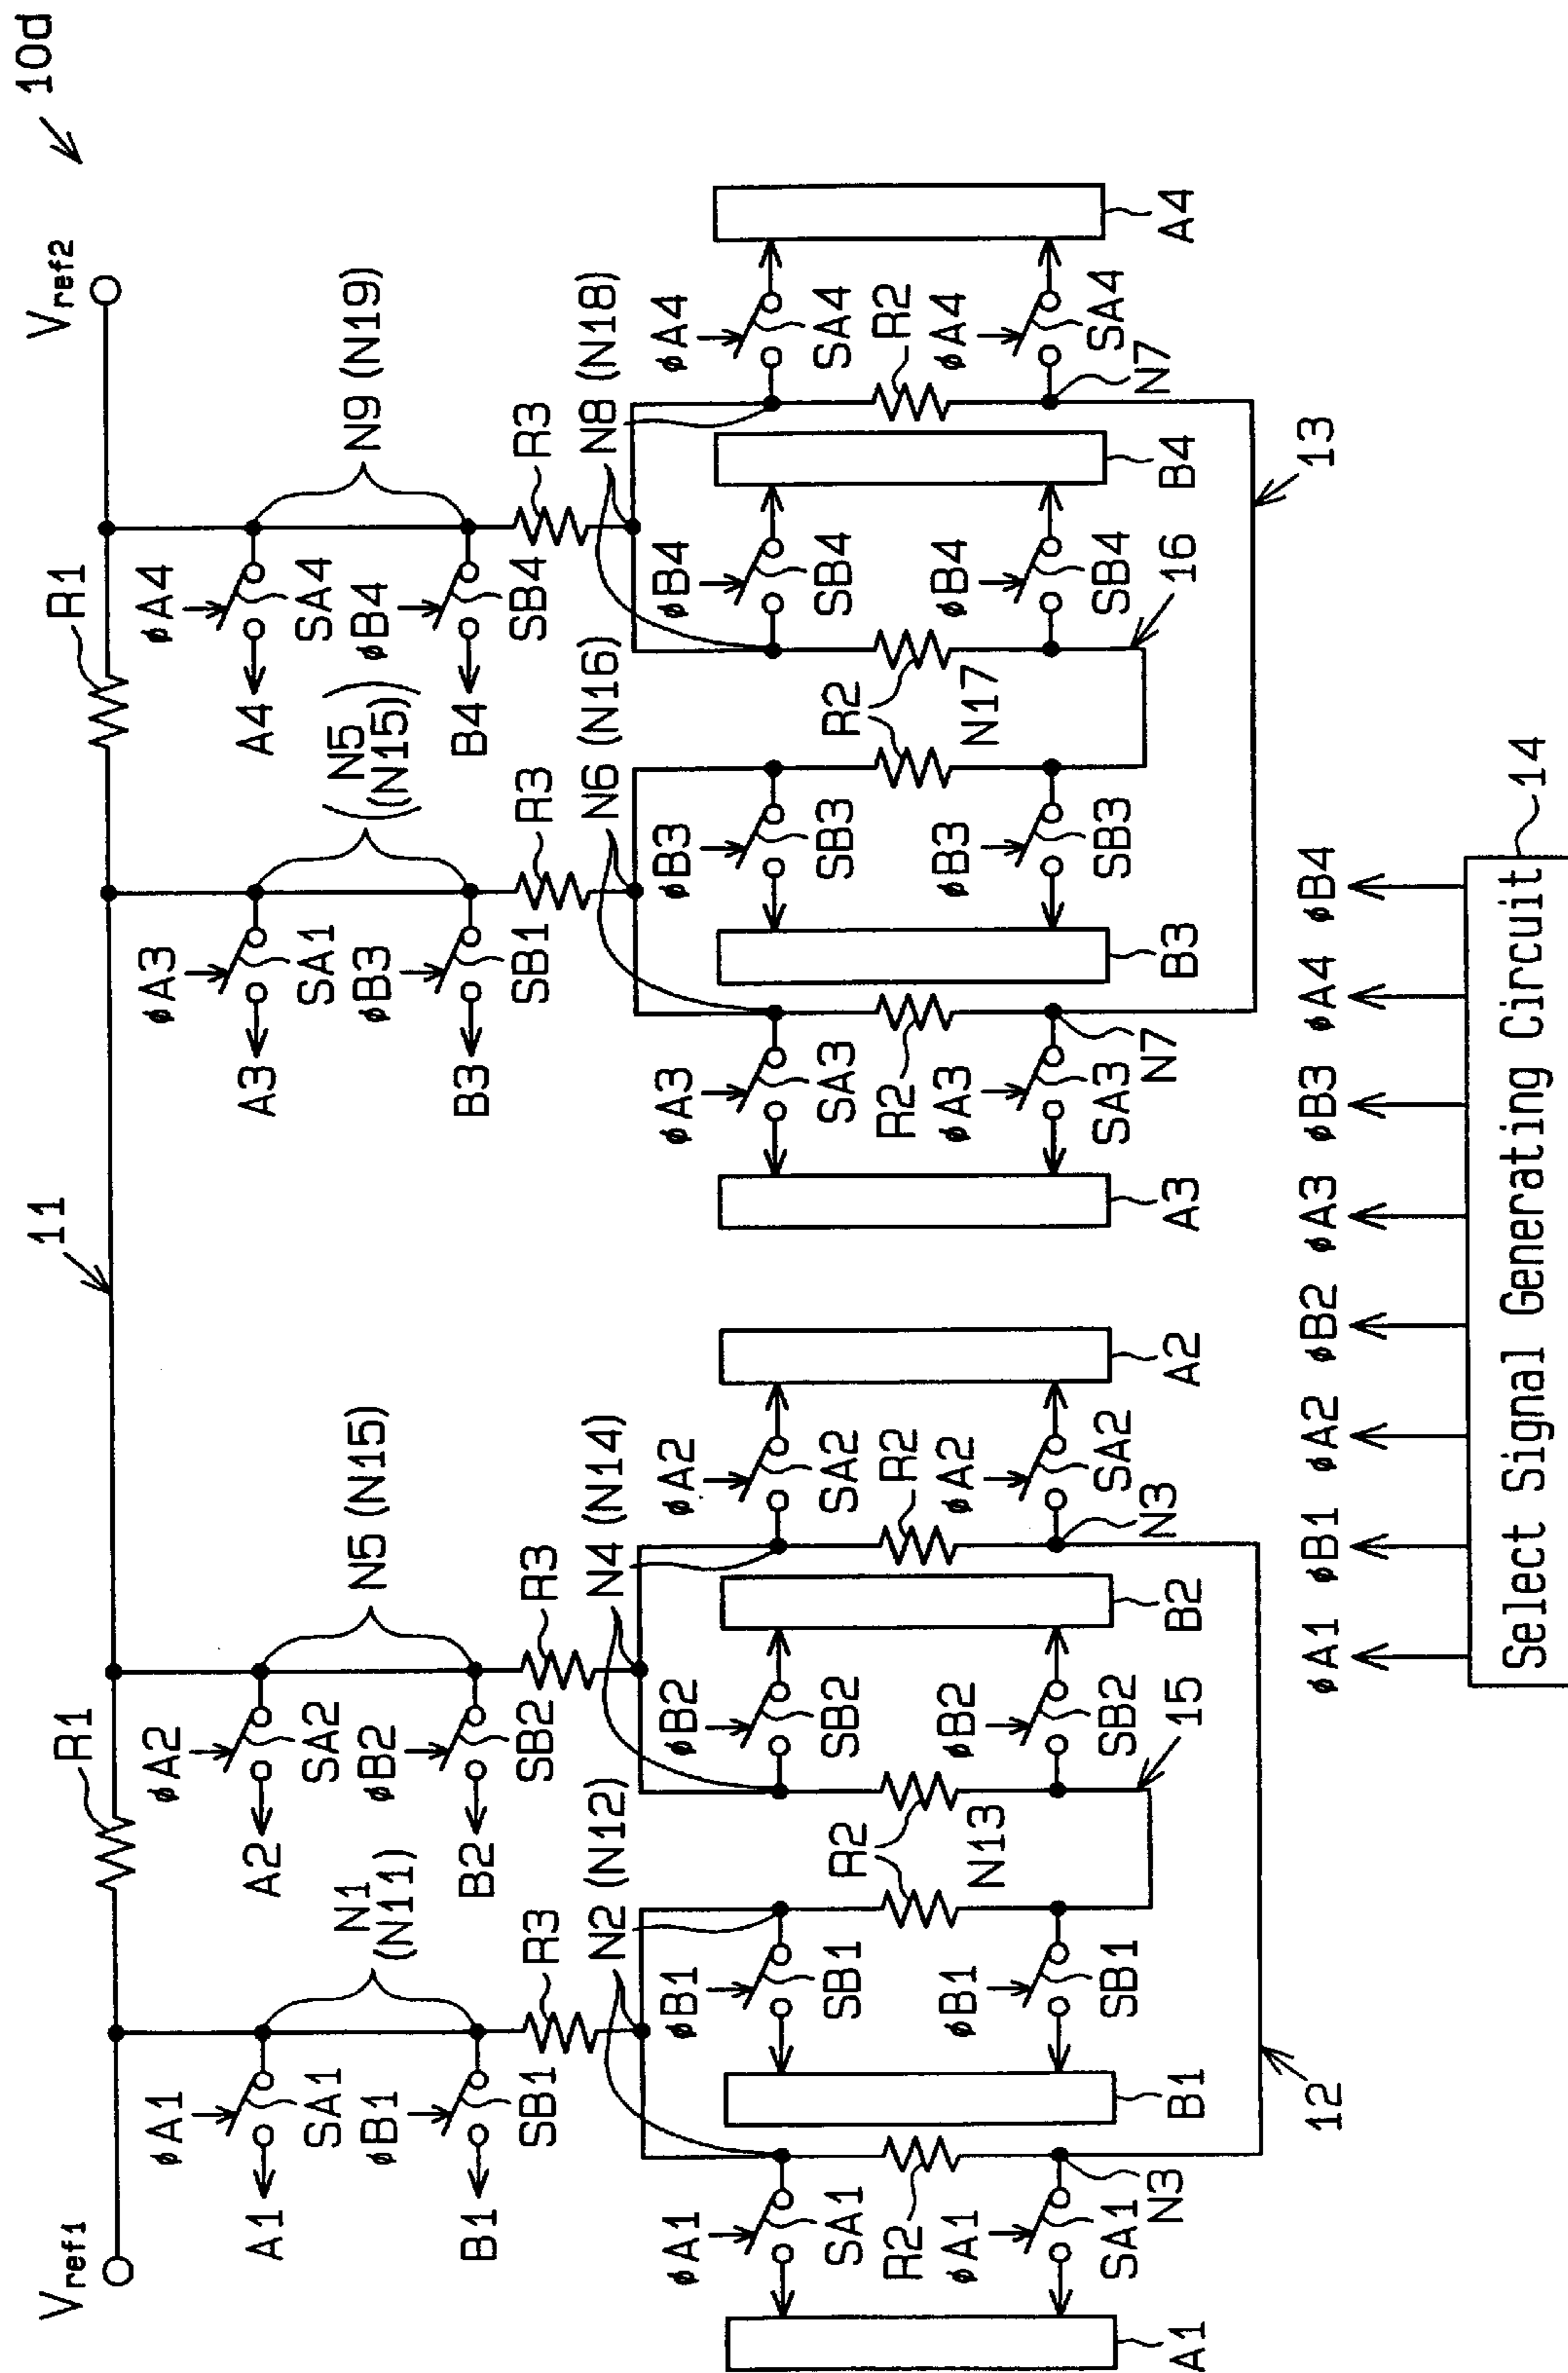 10d
11
Vref1
Vref2
R1
R1
φA1
φA2
φA3
φA4
A1
SA1
A2
SA2
A3
SA1
A4
SA4
N1
(N11)
N5 (N15)
(N5
(N15))
N9 (N19)
φB1
φB2
φB3
φB4
B1
SB1
B2
SB2
B3
SB1
B4
SB4
R3
R3
R3
R3
N2 (N12)
N4 (N14)
N6 (N16)
N8 (N18)
φA1
φB1
φB2
φA2
φA3
φB3
φB4
φA4
SA1
SB1
SB2
SA2
SA3
SB3
SB4
SA4
R2
R2
R2
R2
R2
R2
N13
N17
φA1
φB1
φB2
φA2
φA3
φB3
φB4
φA4
SA1
SB1
SB2
SA2
SA3
SB3
SB4
SA4
N3
N3
N7
N7
A1
B1
B2
A2
A3
B3
B4
A4
15
16
12
13
φA1
φB1
φA2
φB2
φA3
φB3
φA4
φB4
Select Signal Generating Circuit
14